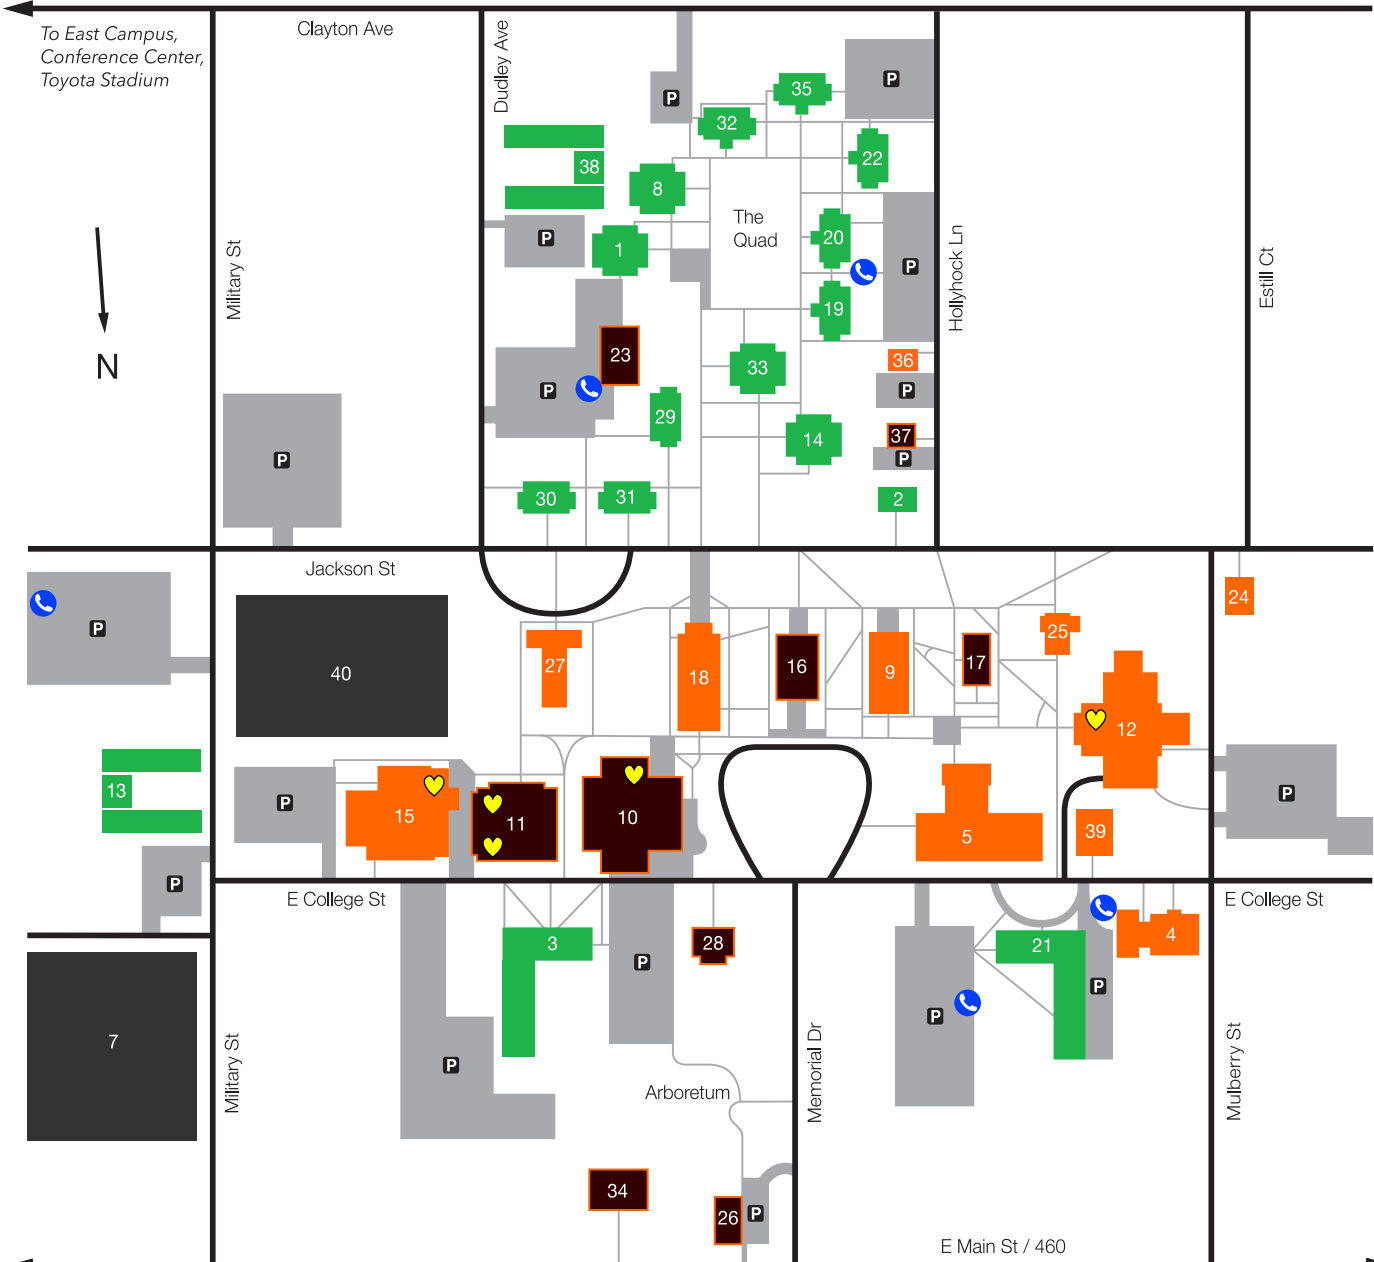 To East Campus,
Conference Center,
Toyota Stadium
Clayton Ave
Dudley Ave
P
P
35
32
22
38
8
The
Quad
20
P
1
P
Hollyhock Ln
Estill Ct
Military St
19
N
23
33
36
P
P
29
14
37
P
P
30
31
2
Jackson St
24
P
40
27
18
16
9
17
25
12
13
P
15
11
10
5
39
P
P
E College St
E College St
3
P
28
21
4
P
P
7
P
Military St
Arboretum
Memorial Dr
Mulberry St
34
26
P
E Main St / 460